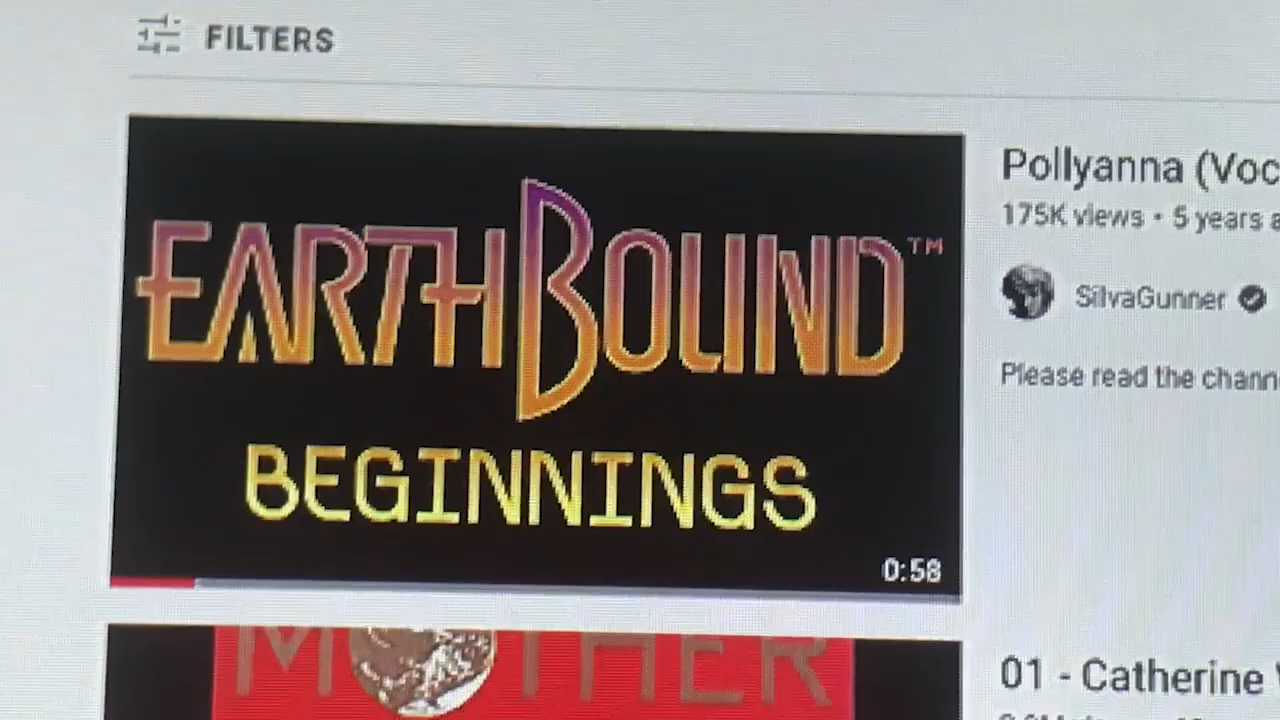 FILTERS
EARTHBOUND™
BEGINNINGS
0:58
Pollyanna (Voc
175K views • 5 years a
SilvaGunner
Please read the chann
MOTHER
01 - Catherine